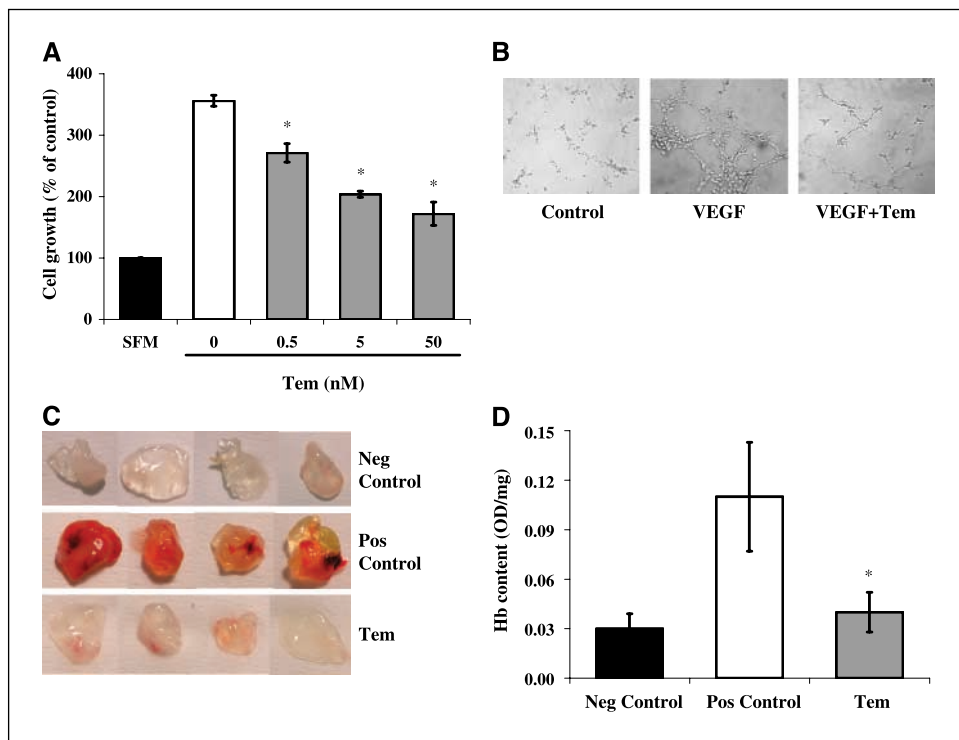 A
Cell growth (% of control)
400
300
200
100
0
*
*
*
SFM
0
0.5
5
50
Tem (nM)
B
Control
VEGF
VEGF+Tem
C
Neg
Control
Pos
Control
Tem
D
Hb content (OD/mg)
0.15
0.12
0.09
0.06
0.03
0.00
*
Neg Control
Pos Control
Tem